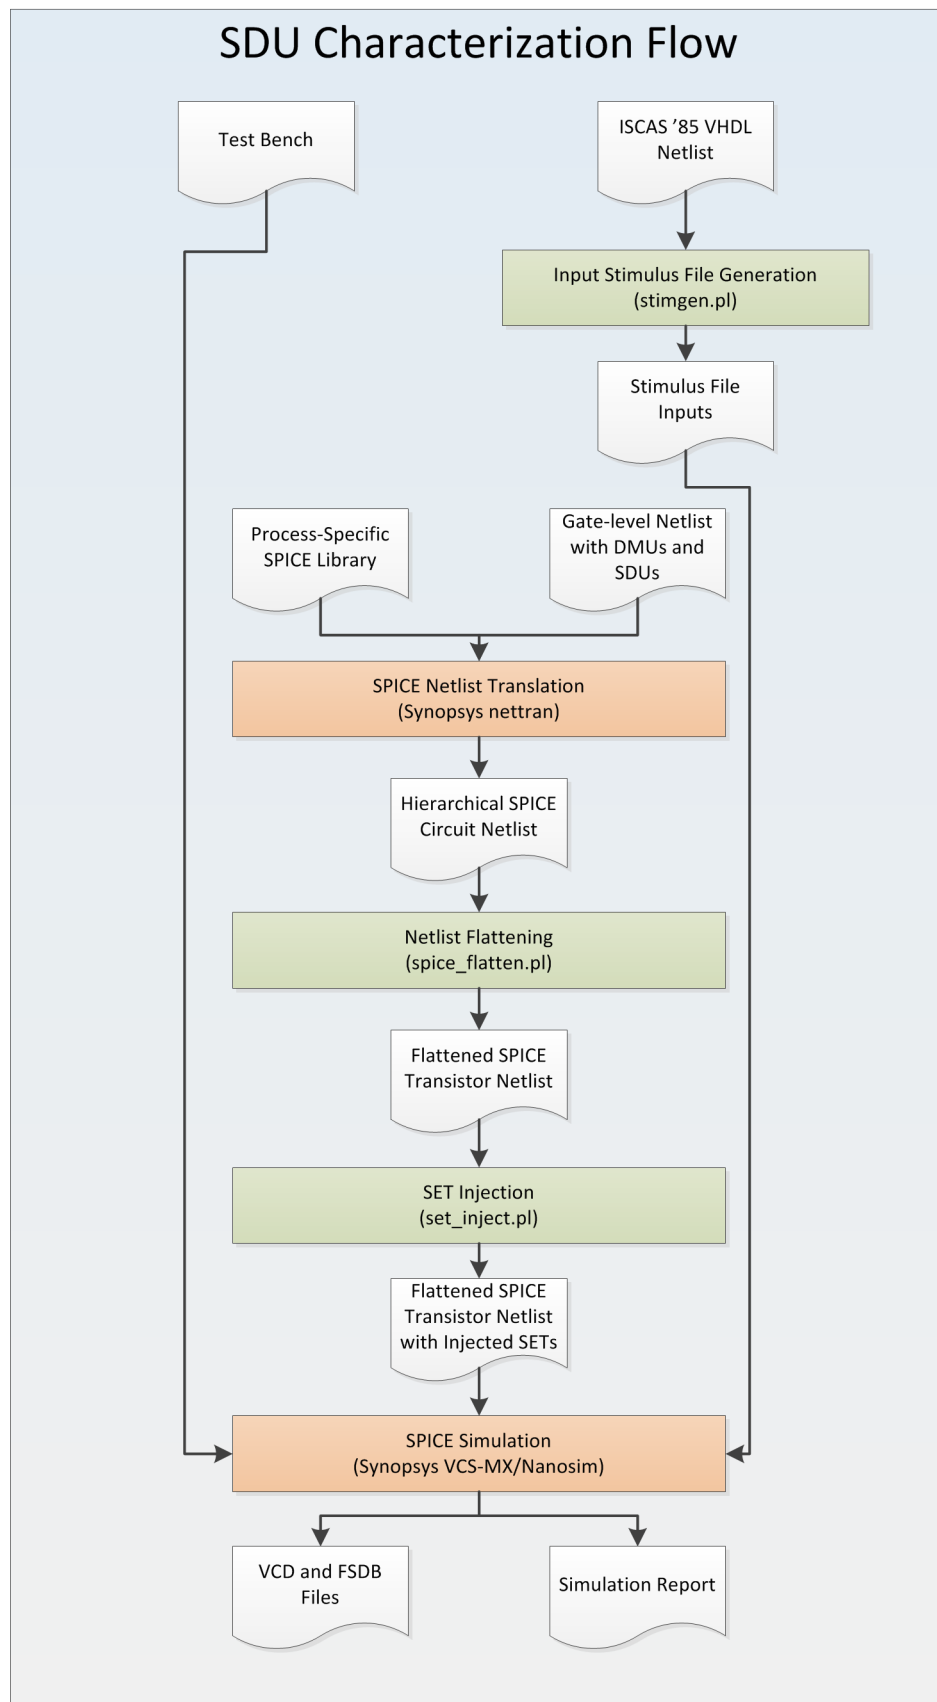 SDU Characterization Flow
Test Bench
ISCAS ’85 VHDL
Netlist
Input Stimulus File Generation
(stimgen.pl)
Stimulus File
Inputs
Process-Specific
SPICE Library
Gate-level Netlist
with DMUs and
SDUs
SPICE Netlist Translation
(Synopsys nettran)
Hierarchical SPICE
Circuit Netlist
Netlist Flattening
(spice_flatten.pl)
Flattened SPICE
Transistor Netlist
SET Injection
(set_inject.pl)
Flattened SPICE
Transistor Netlist
with Injected SETs
SPICE Simulation
(Synopsys VCS-MX/Nanosim)
VCD and FSDB
Files
Simulation Report